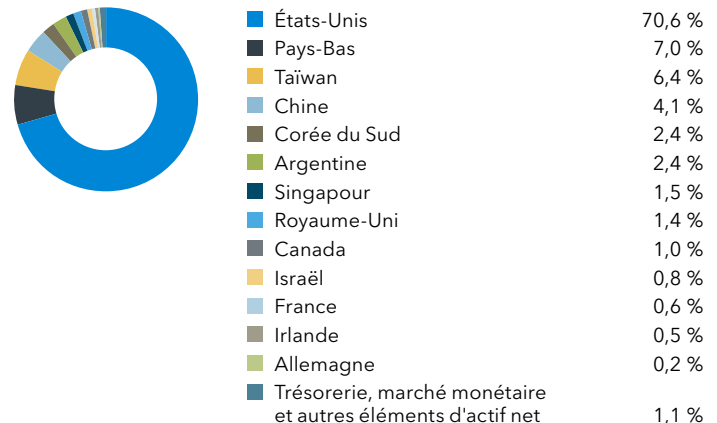 États-Unis 70,6 %
Pays-Bas 7,0 %
Taïwan 6,4 %
Chine 4,1 %
Corée du Sud 2,4 %
Argentine 2,4 %
Singapour 1,5 %
Royaume-Uni 1,4 %
Canada 1,0 %
Israël 0,8 %
France 0,6 %
Irlande 0,5 %
Allemagne 0,2 %
Trésorerie, marché monétaire
et autres éléments d'actif net 1,1 %